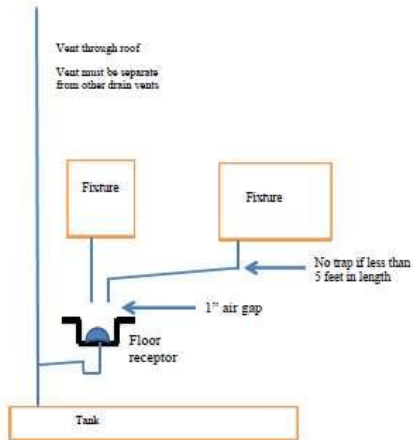 Vent through roof
Vent must be separate
from other drain vents
Fixture
Fixture
No trap if less than
5 feet in length
1" air gap
Floor
receptor
Tank